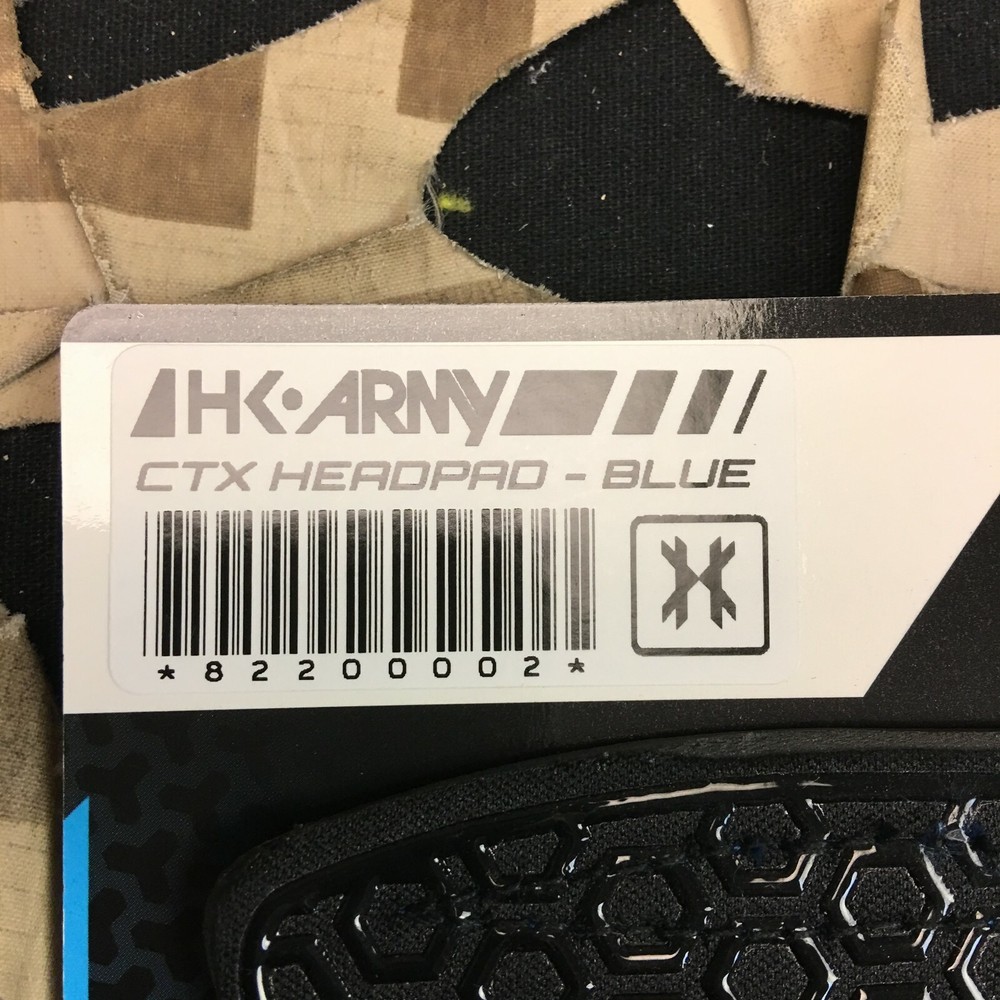 HK•ARMY
CTX HEADPAD - BLUE
*82200002*